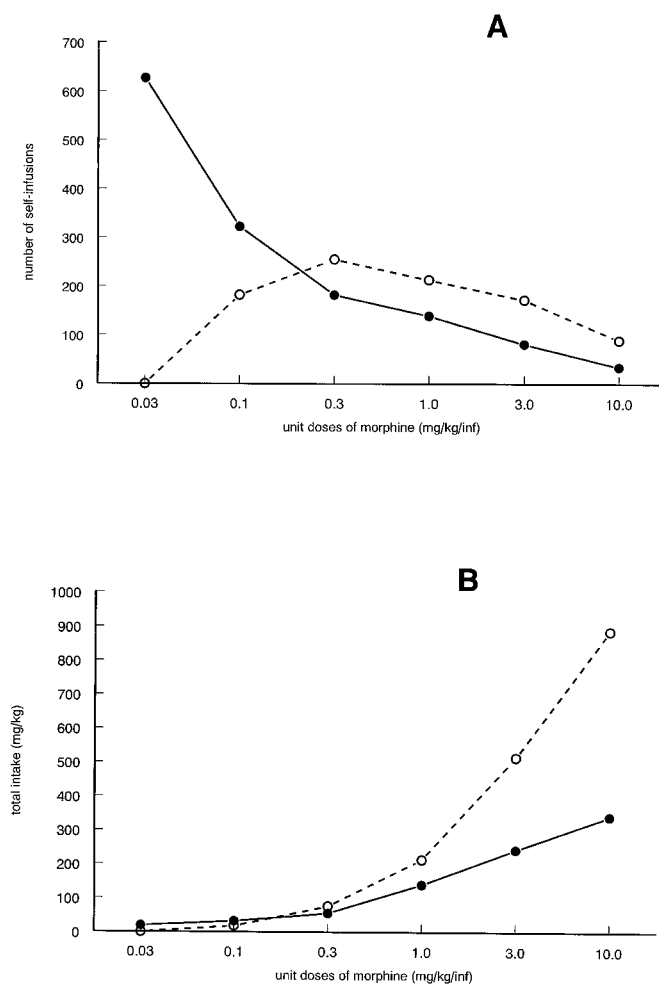 A
700
600
500
400
300
200
100
0
number of self-infusions
0.03 0.1 0.3 1.0 3.0 10.0
unit doses of morphine (mg/kg/inf)
B
1000
900
800
700
600
500
400
300
200
100
0
total intake (mg/kg)
0.03 0.1 0.3 1.0 3.0 10.0
unit doses of morphine (mg/kg/inf)